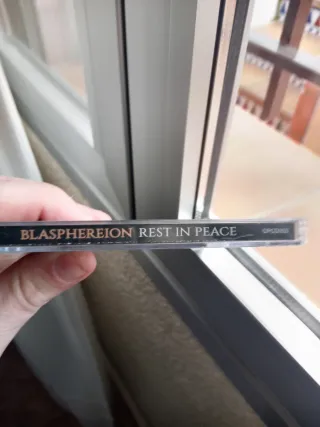 BLASPHEREION REST IN PEACE